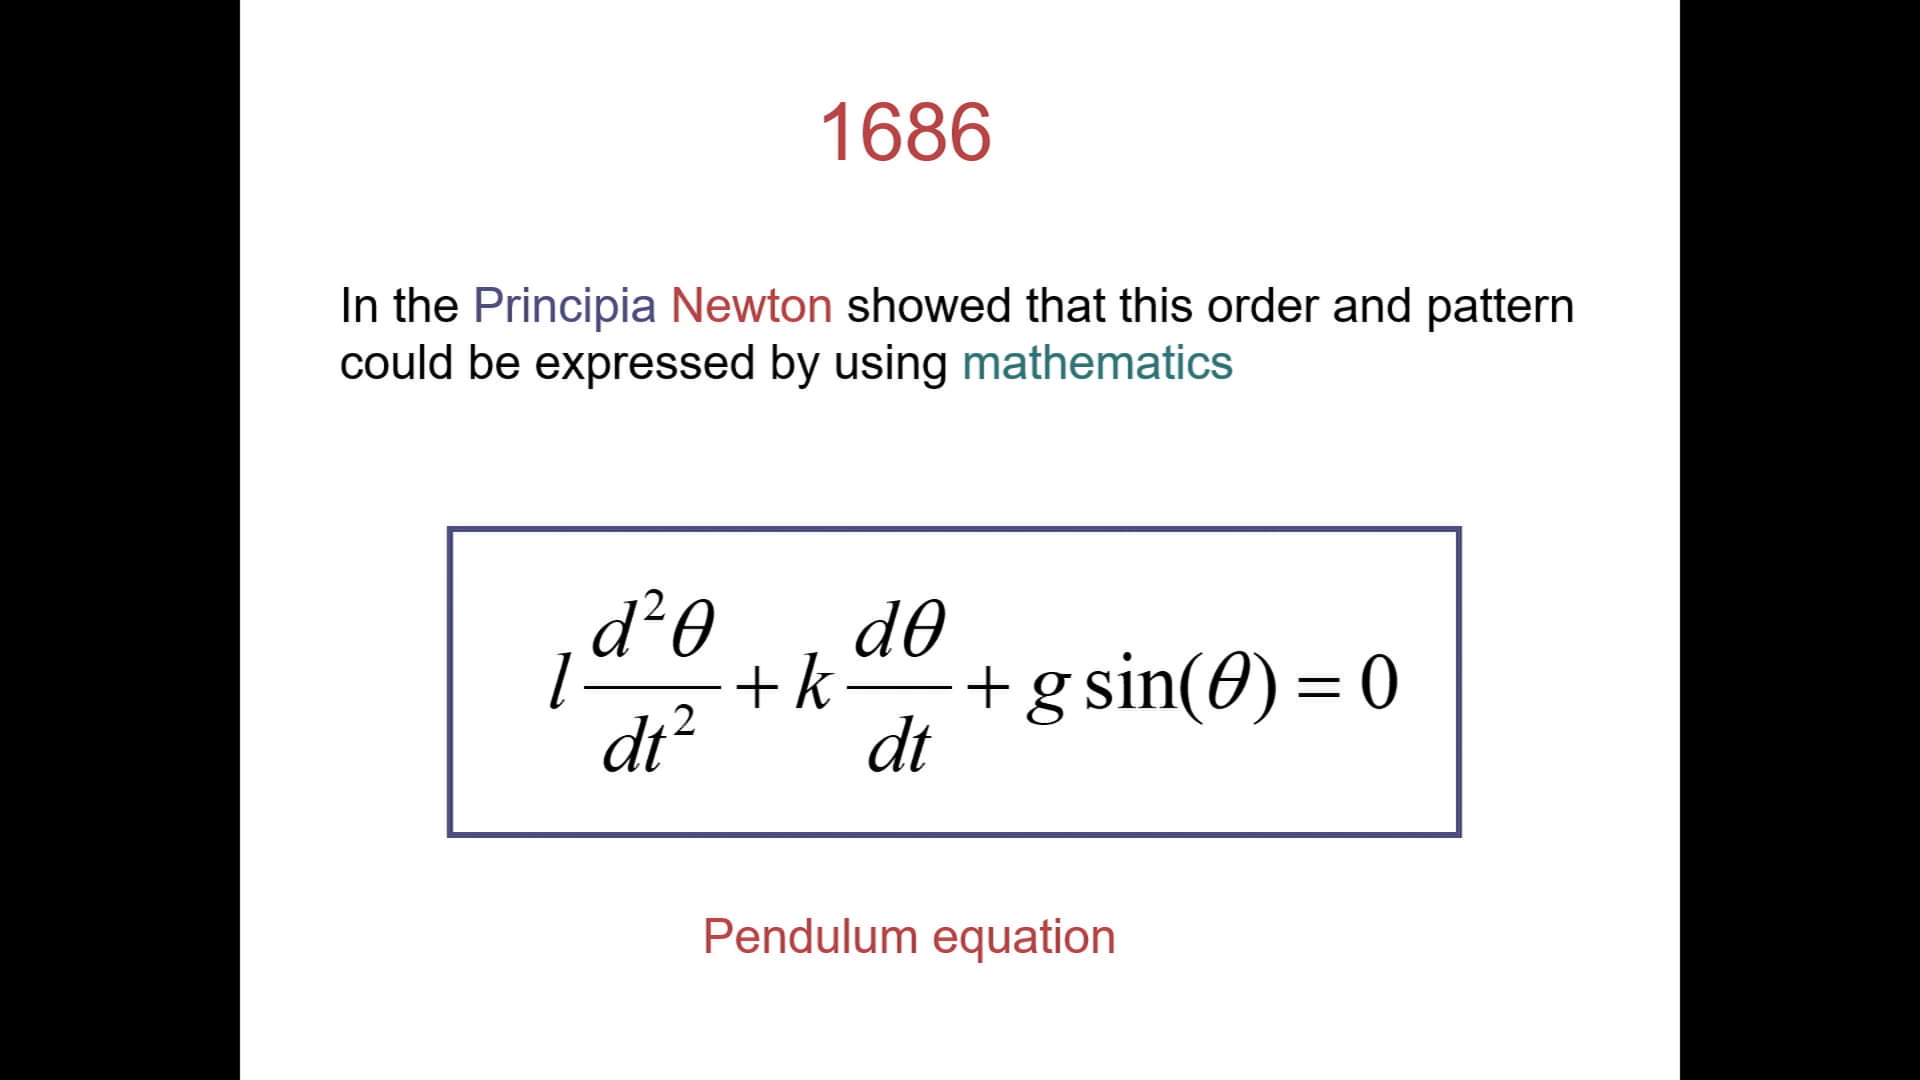 1686
In the Principia Newton showed that this order and pattern
could be expressed by using mathematics
l d²θ/dt² + k dθ/dt + g sin(θ) = 0
Pendulum equation